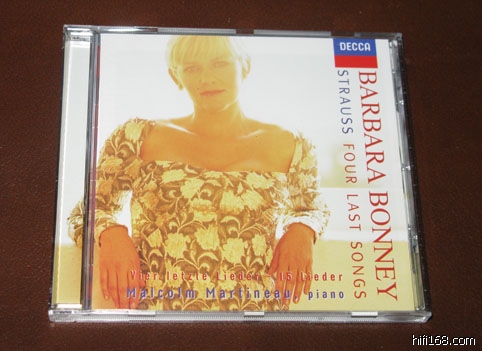 DECCA
BARBARA BONNEY
STRAUSS FOUR LAST SONGS
Vier letzte Lieder · 15 Lieder
Malcolm Martineau, piano
hifi168.com